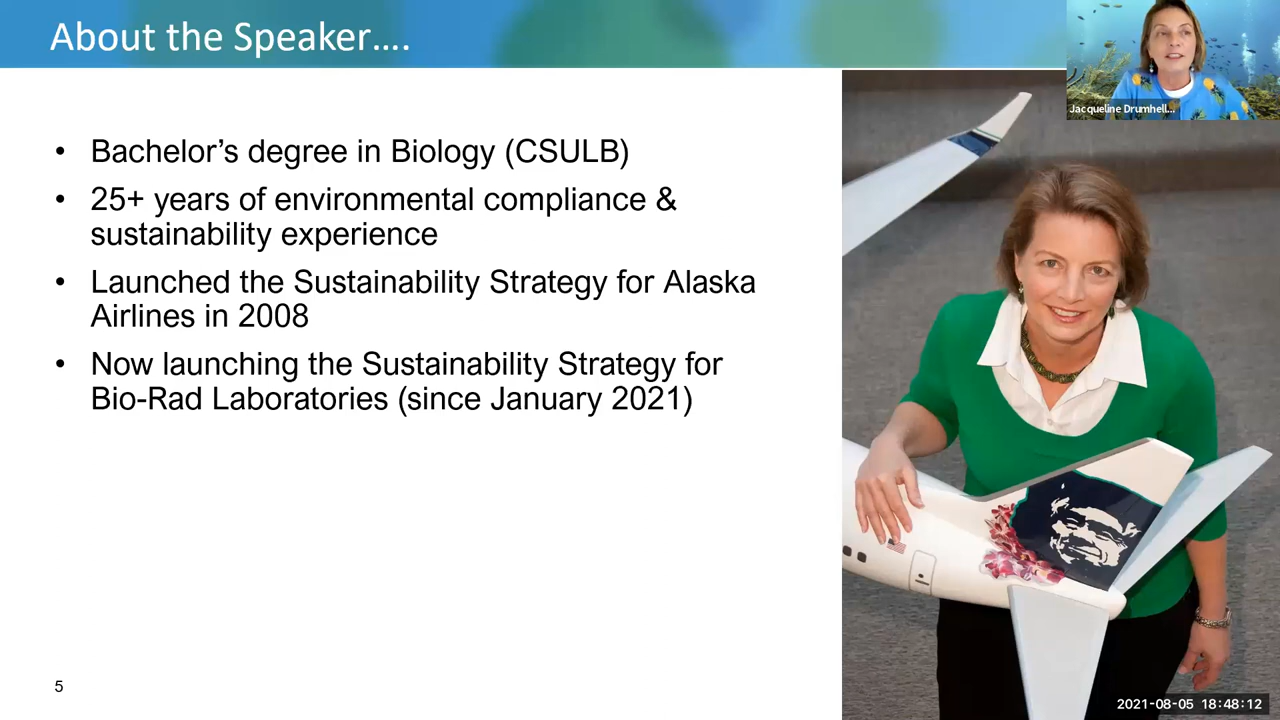 About the Speaker....
Jacqueline Drumhell...
• Bachelor's degree in Biology (CSULB)
• 25+ years of environmental compliance &
sustainability experience
• Launched the Sustainability Strategy for Alaska
Airlines in 2008
• Now launching the Sustainability Strategy for
Bio-Rad Laboratories (since January 2021)
5
2021-08-05 18:48:12